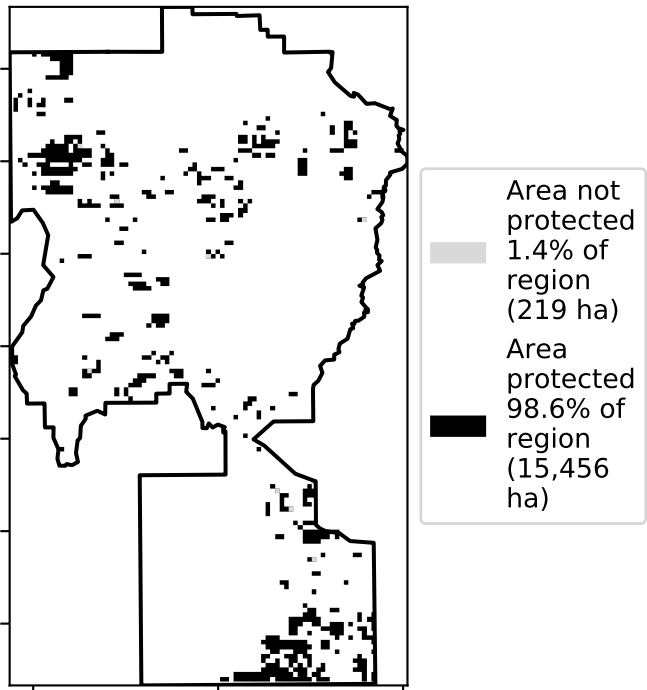 Area not
protected
1.4% of
region
(219 ha)
Area
protected
98.6% of
region
(15,456
ha)